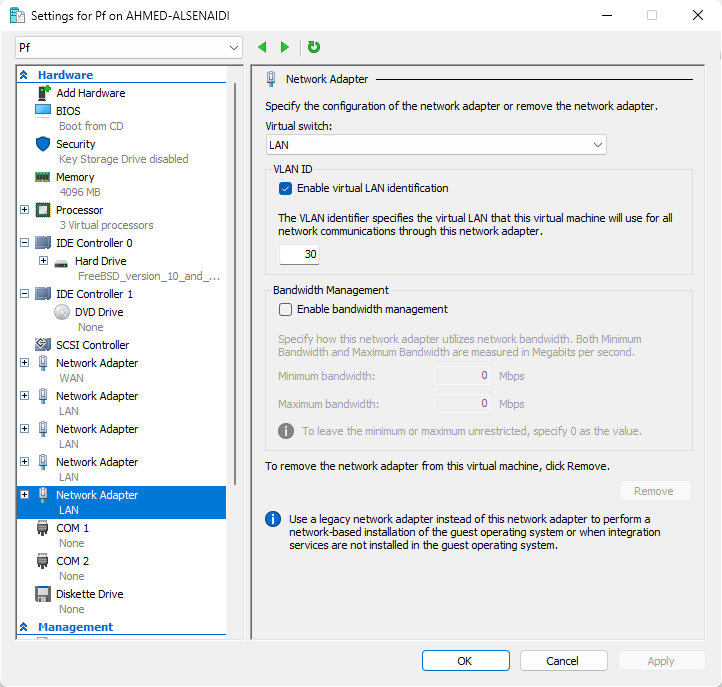 Settings for Pf on AHMED-ALSENAIDI
Pf
Hardware
Add Hardware
BIOS
Boot from CD
Security
Key Storage Drive disabled
Memory
4096 MB
Processor
3 Virtual processors
IDE Controller 0
Hard Drive
FreeBSD_version_10_and_...
IDE Controller 1
DVD Drive
None
SCSI Controller
Network Adapter
WAN
Network Adapter
LAN
Network Adapter
LAN
Network Adapter
LAN
Network Adapter
LAN
COM 1
None
COM 2
None
Diskette Drive
None
Management
Network Adapter
Specify the configuration of the network adapter or remove the network adapter.
Virtual switch:
LAN
VLAN ID
Enable virtual LAN identification
The VLAN identifier specifies the virtual LAN that this virtual machine will use for all
network communications through this network adapter.
30
Bandwidth Management
Enable bandwidth management
Specify how this network adapter utilizes network bandwidth. Both Minimum
Bandwidth and Maximum Bandwidth are measured in Megabits per second.
Minimum bandwidth: 0 Mbps
Maximum bandwidth: 0 Mbps
To leave the minimum or maximum unrestricted, specify 0 as the value.
To remove the network adapter from this virtual machine, click Remove.
Remove
Use a legacy network adapter instead of this network adapter to perform a
network-based installation of the guest operating system or when integration
services are not installed in the guest operating system.
OK Cancel Apply